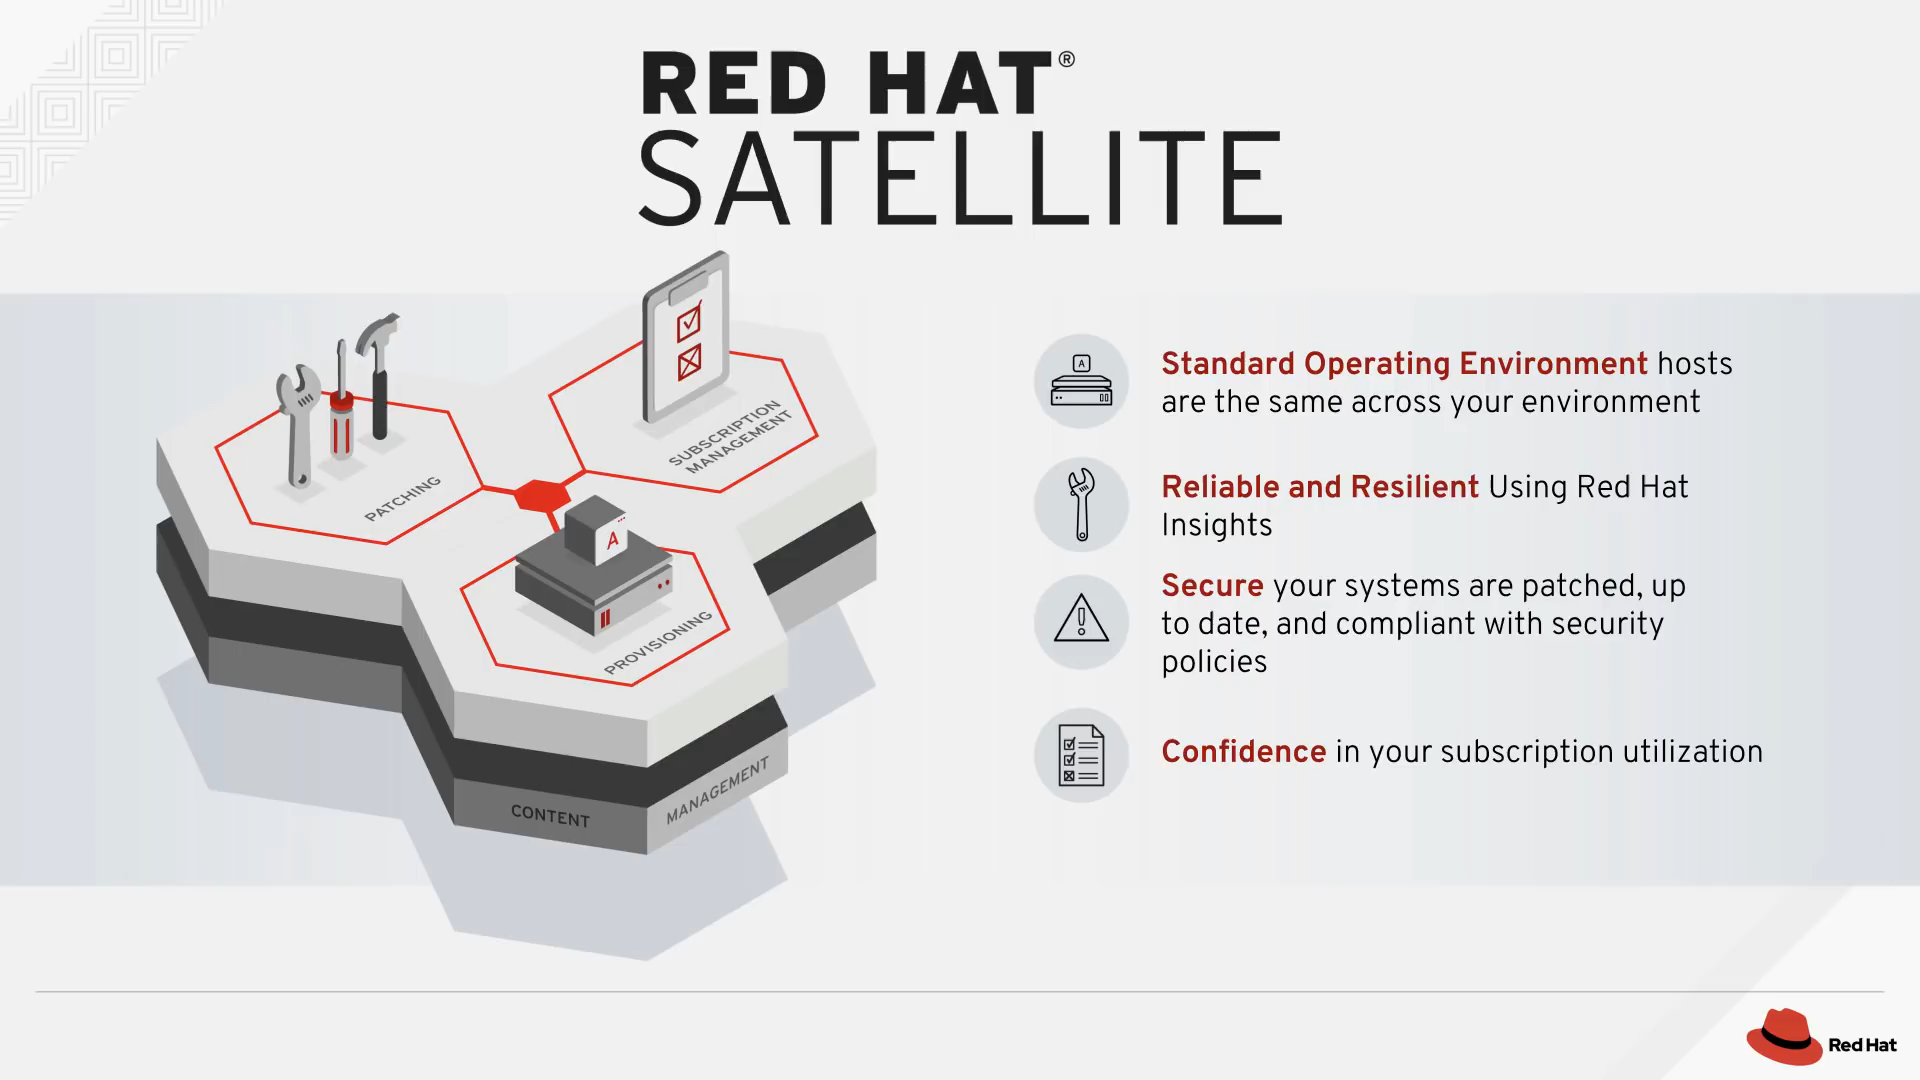 RED HAT®
SATELLITE
PATCHING
SUBSCRIPTION
MANAGEMENT
A
PROVISIONING
CONTENT
MANAGEMENT
A
Standard Operating Environment hosts
are the same across your environment
Reliable and Resilient Using Red Hat
Insights
Secure your systems are patched, up
to date, and compliant with security
policies
Confidence in your subscription utilization
Red Hat